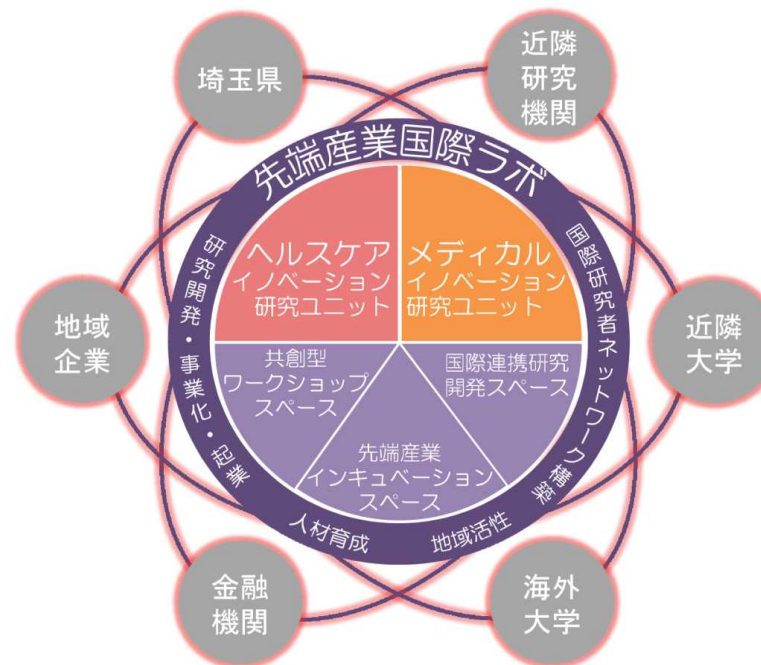 埼玉県
近隣
研究
機関
先端産業国際ラボ
研究開発・事業化・起業
国際研究者ネットワーク構築
ヘルスケア
イノベーション
研究ユニット
メディカル
イノベーション
研究ユニット
地域
企業
近隣
大学
共創型
ワークショップ
スペース
国際連携研究
開発スペース
先端産業
インキュベーション
スペース
人材育成
地域活性
金融
機関
海外
大学